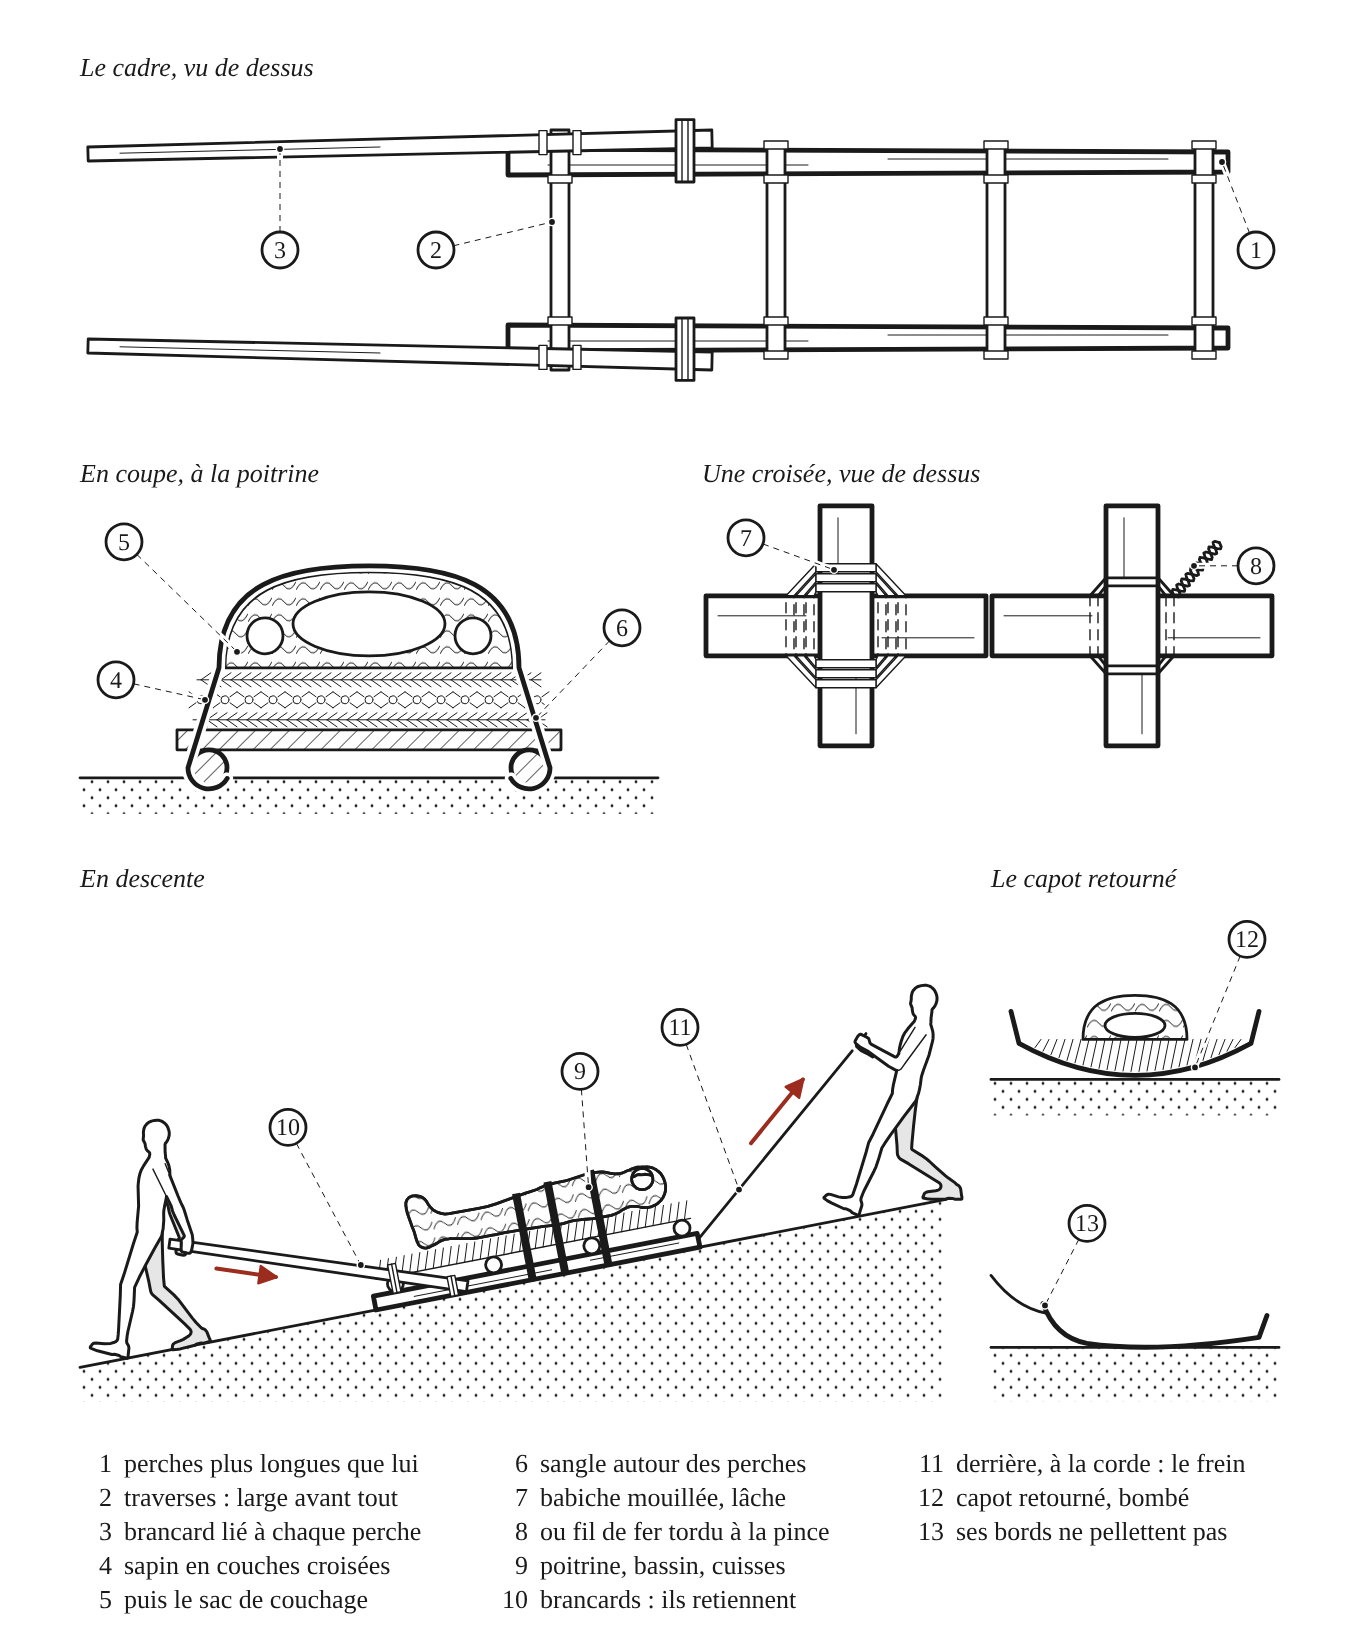 Le cadre, vu de dessus
3
2
1
En coupe, à la poitrine
Une croisée, vue de dessus
5
4
6
7
8
En descente
Le capot retourné
12
11
9
10
13
1 perches plus longues que lui
2 traverses : large avant tout
3 brancard lié à chaque perche
4 sapin en couches croisées
5 puis le sac de couchage
6 sangle autour des perches
7 babiche mouillée, lâche
8 ou fil de fer tordu à la pince
9 poitrine, bassin, cuisses
10 brancards : ils retiennent
11 derrière, à la corde : le frein
12 capot retourné, bombé
13 ses bords ne pellettent pas